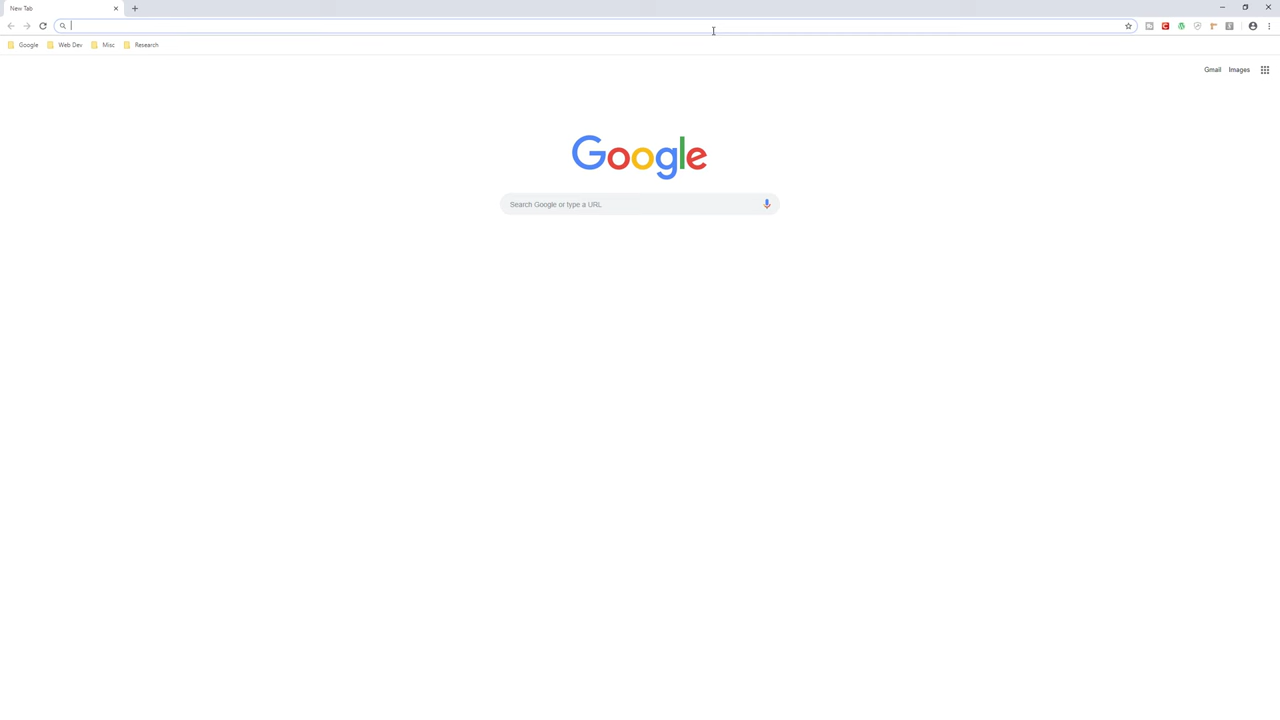 New Tab
Google
Web Dev
Misc
Research
Gmail
Images
Google
Search Google or type a URL